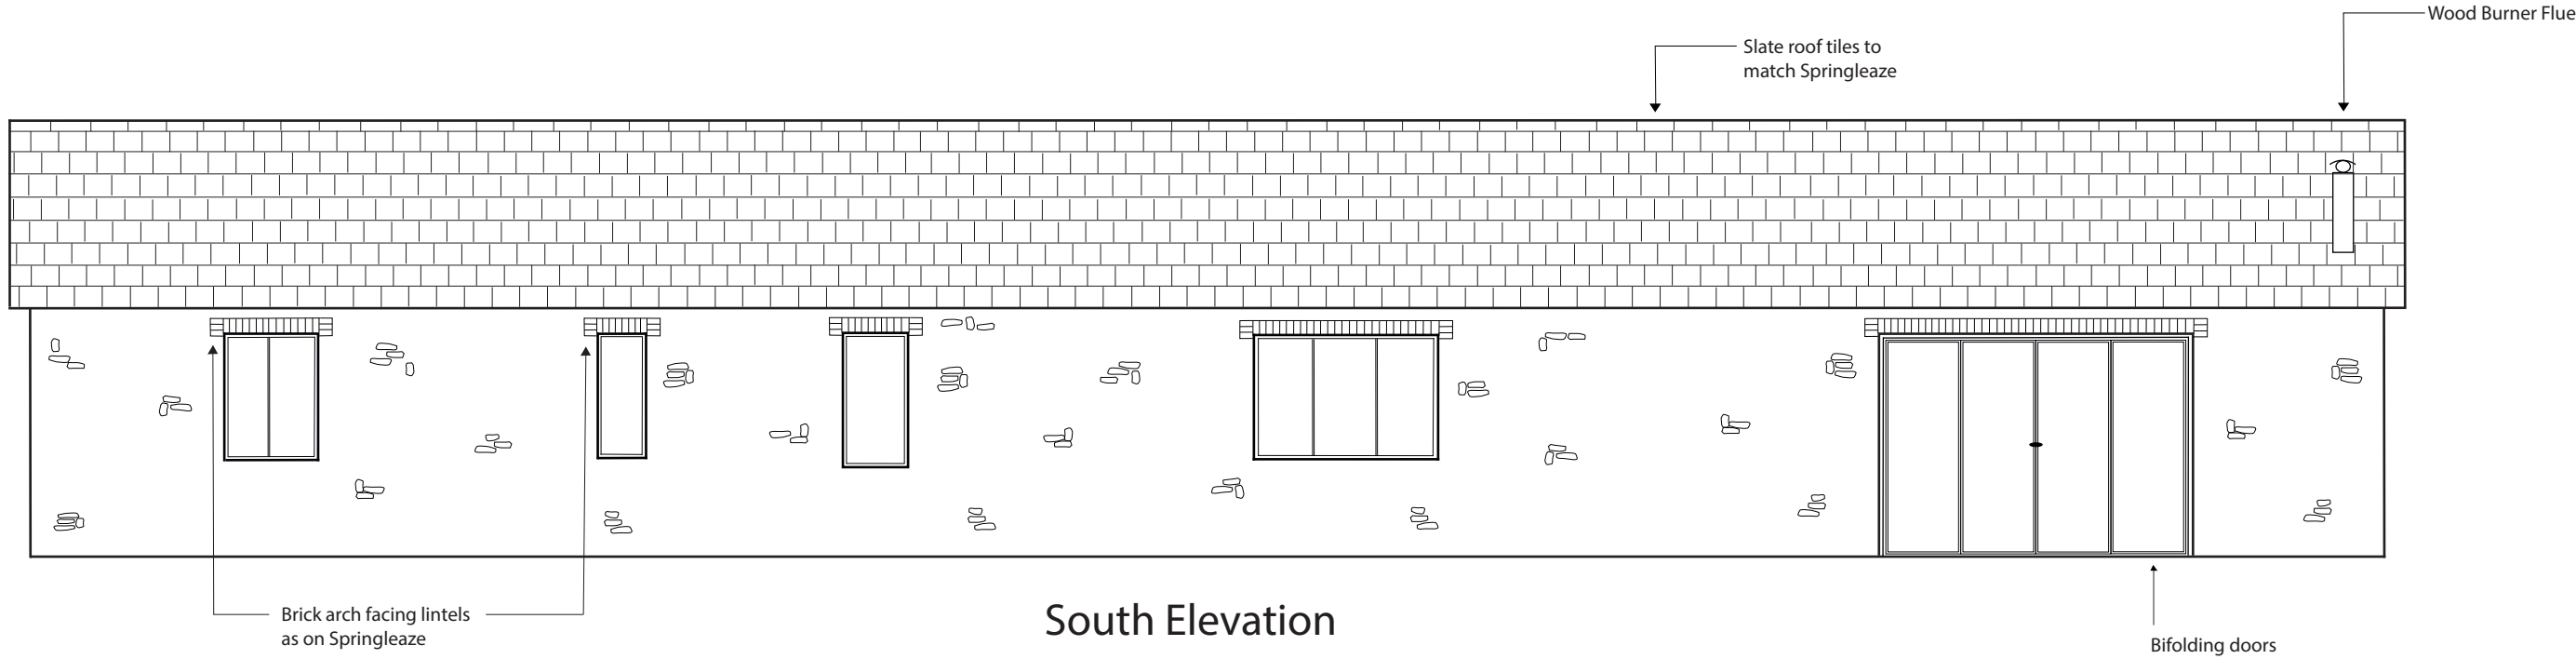 Wood Burner Flue
Slate roof tiles to
match Springleaze
Brick arch facing lintels
as on Springleaze
South Elevation
Bifolding doors